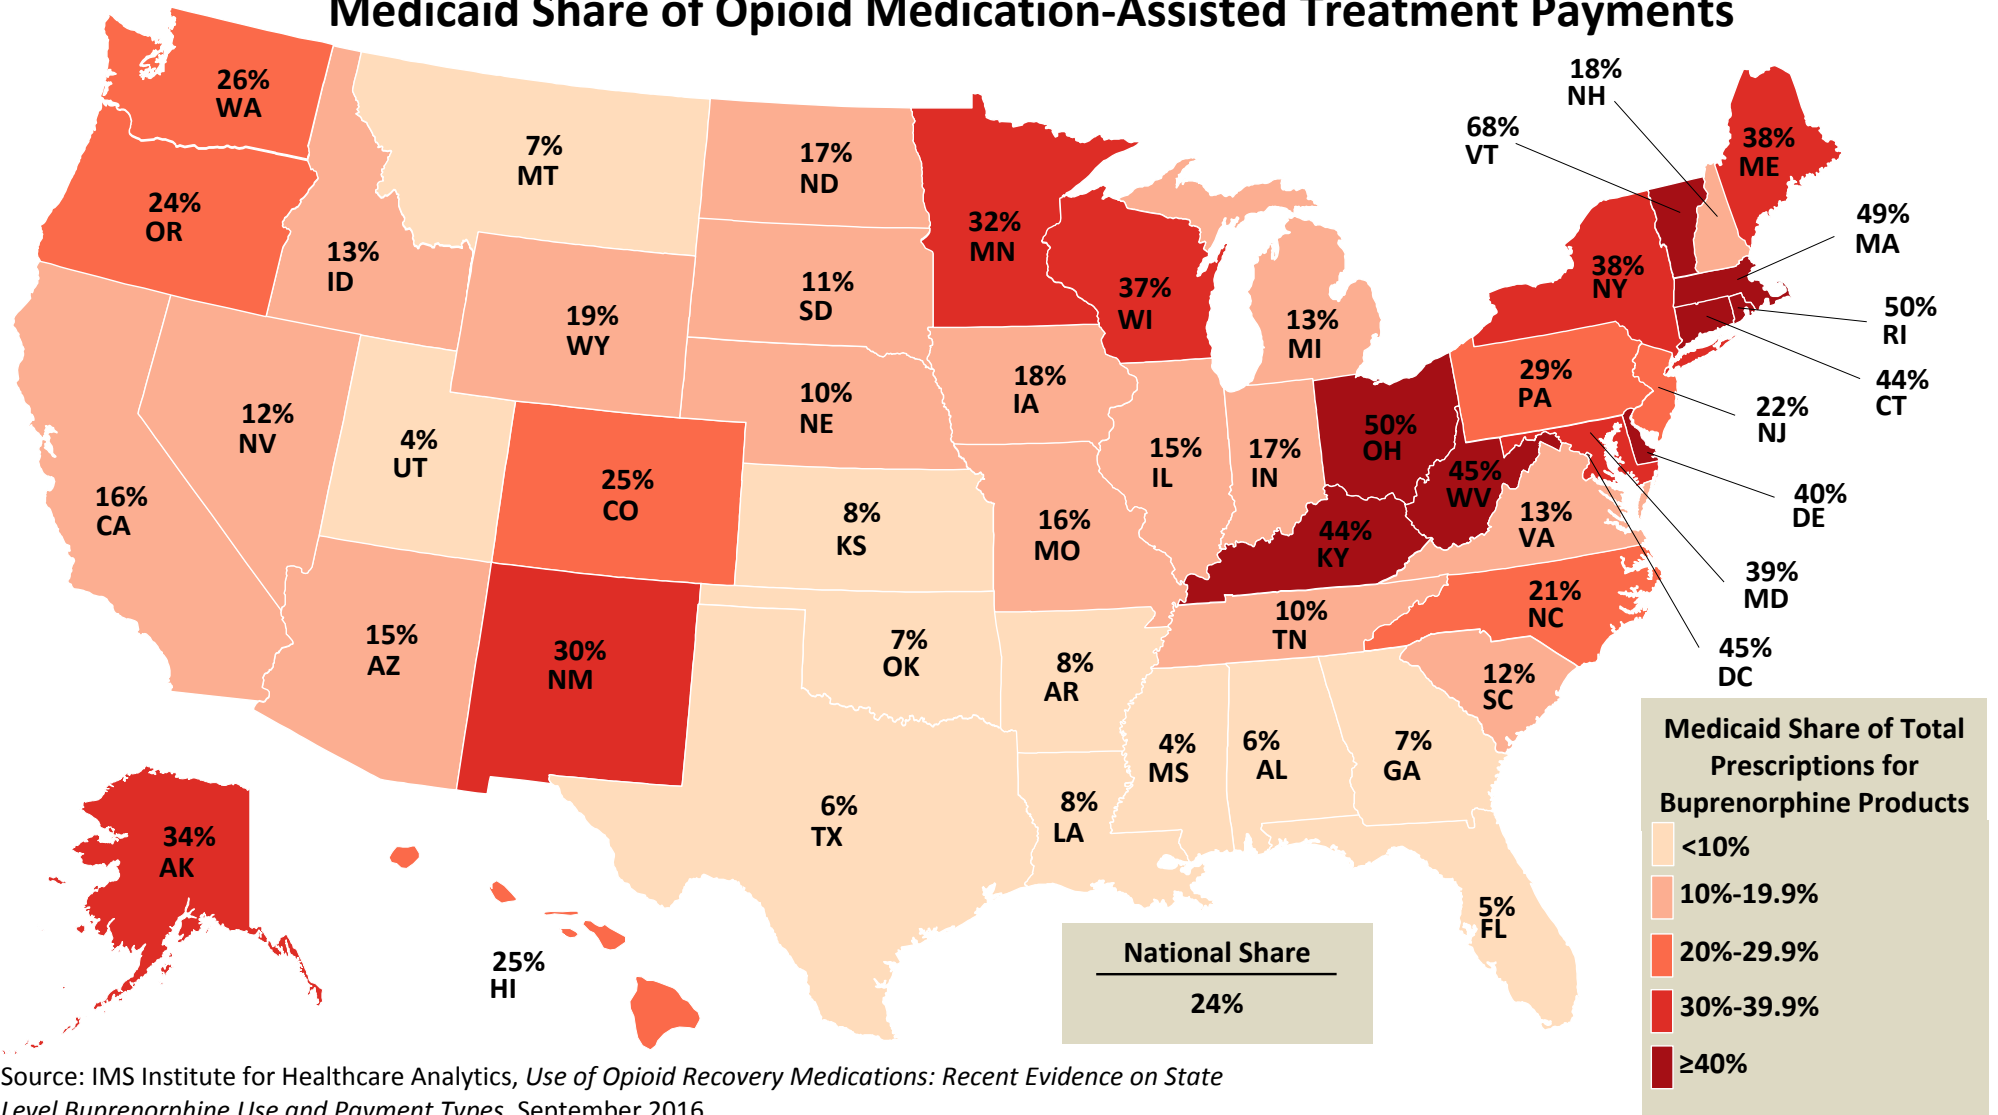 Medicaid Share of Opioid Medication-Assisted Treatment Payments
26%
WA
24%
OR
13%
ID
7%
MT
17%
ND
11%
SD
19%
WY
10%
NE
12%
NV
4%
UT
16%
CA
25%
CO
8%
KS
15%
AZ
30%
NM
7%
OK
6%
TX
32%
MN
37%
WI
18%
IA
16%
MO
8%
AR
8%
LA
15%
IL
17%
IN
13%
MI
50%
OH
44%
KY
10%
TN
4%
MS
6%
AL
7%
GA
5%
FL
12%
SC
21%
NC
13%
VA
45%
WV
29%
PA
38%
NY
38%
ME
18%
NH
68%
VT
49%
MA
50%
RI
44%
CT
22%
NJ
40%
DE
39%
MD
45%
DC
34%
AK
25%
HI
National Share
24%
Medicaid Share of Total
Prescriptions for
Buprenorphine Products
<10%
10%-19.9%
20%-29.9%
30%-39.9%
≥40%
Source: IMS Institute for Healthcare Analytics, Use of Opioid Recovery Medications: Recent Evidence on State
Level Buprenorphine Use and Payment Types, September 2016